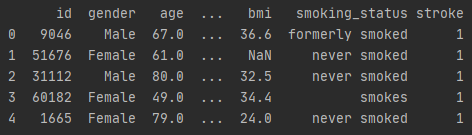 id gender age ... bmi smoking_status stroke
0 9046 Male 67.0 ... 36.6 formerly smoked 1
1 51676 Female 61.0 ... NaN never smoked 1
2 31112 Male 80.0 ... 32.5 never smoked 1
3 60182 Female 49.0 ... 34.4 smokes 1
4 1665 Female 79.0 ... 24.0 never smoked 1